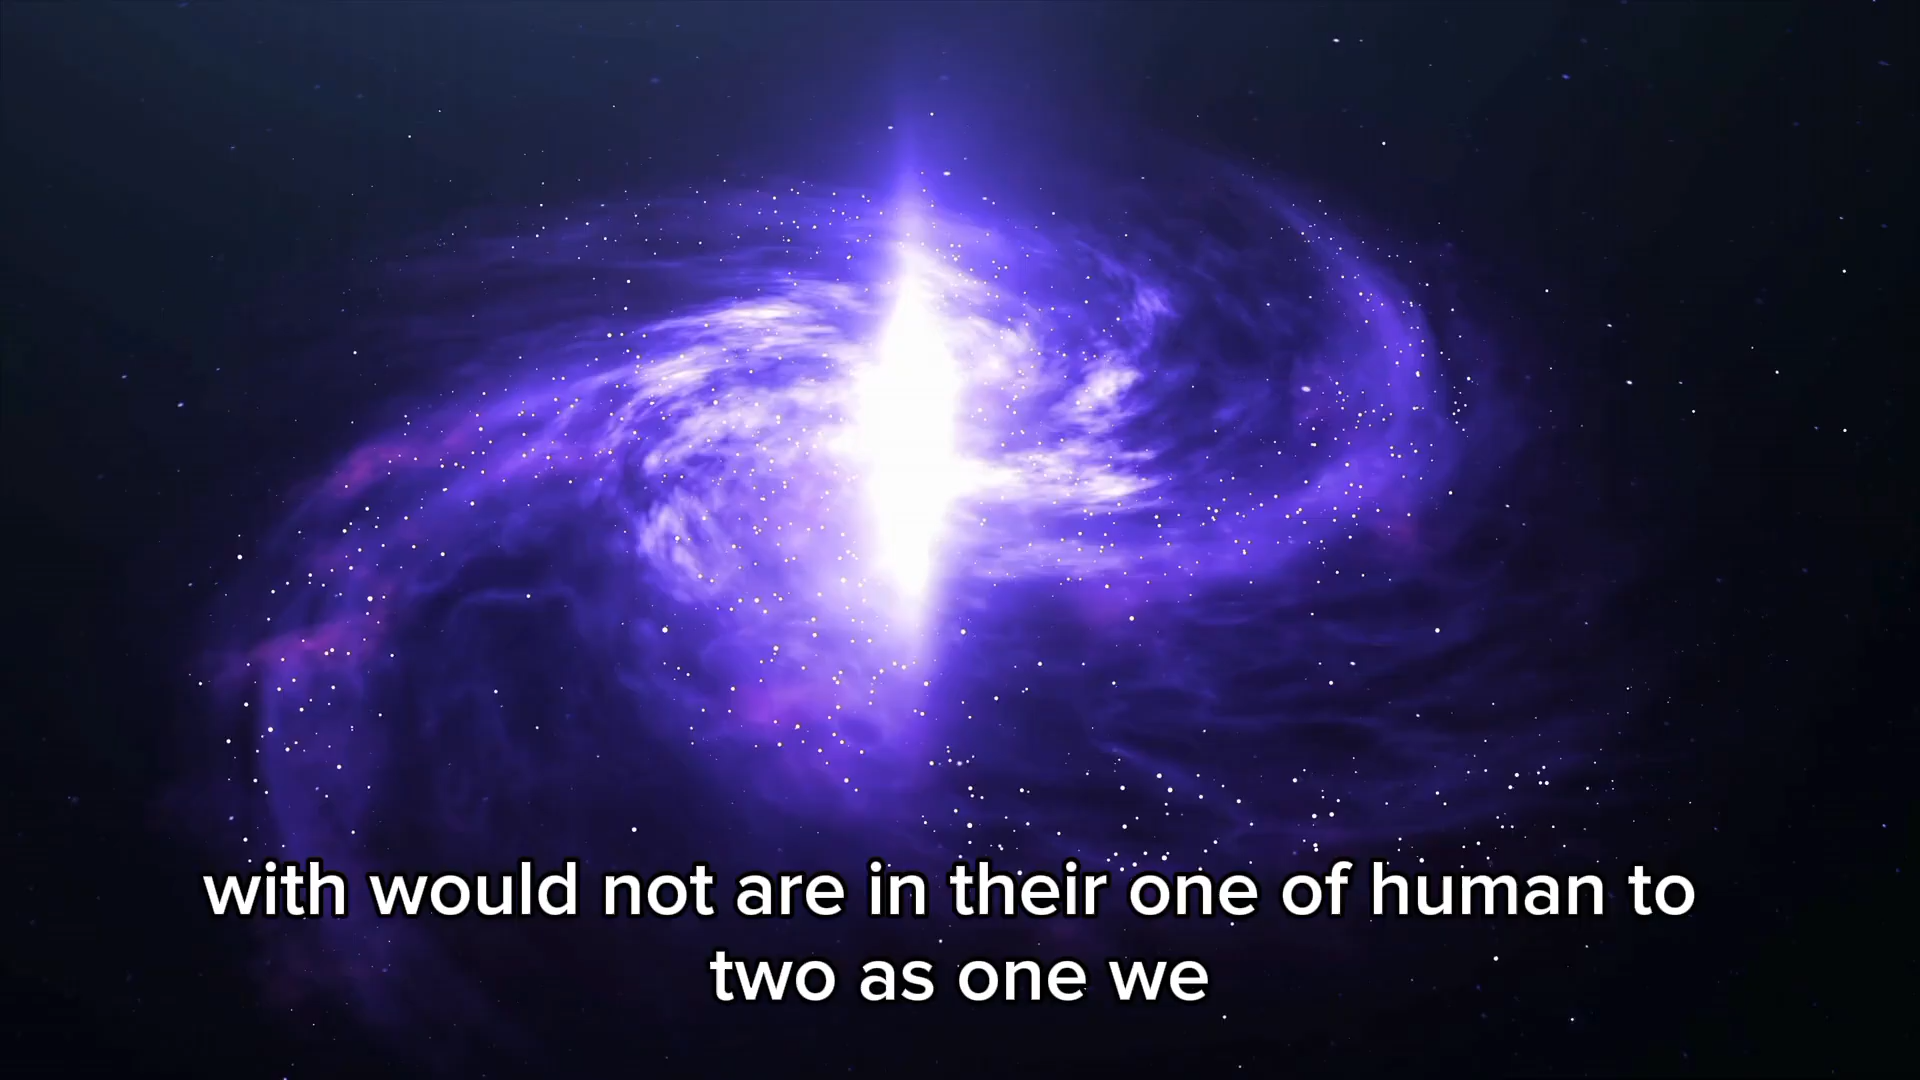 with would not are in their one of human to
two as one we